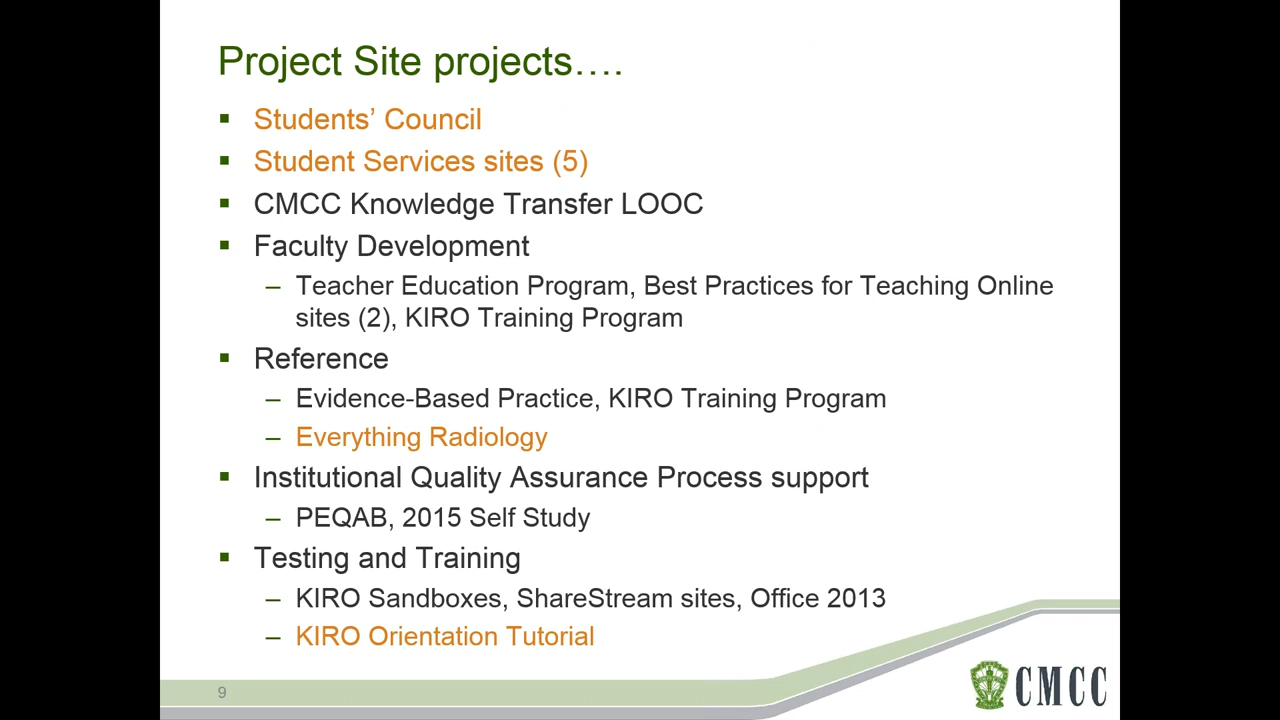 Project Site projects….
Students’ Council
Student Services sites (5)
CMCC Knowledge Transfer LOOC
Faculty Development
– Teacher Education Program, Best Practices for Teaching Online
sites (2), KIRO Training Program
Reference
– Evidence-Based Practice, KIRO Training Program
– Everything Radiology
Institutional Quality Assurance Process support
– PEQAB, 2015 Self Study
Testing and Training
– KIRO Sandboxes, ShareStream sites, Office 2013
– KIRO Orientation Tutorial
9
CMCC